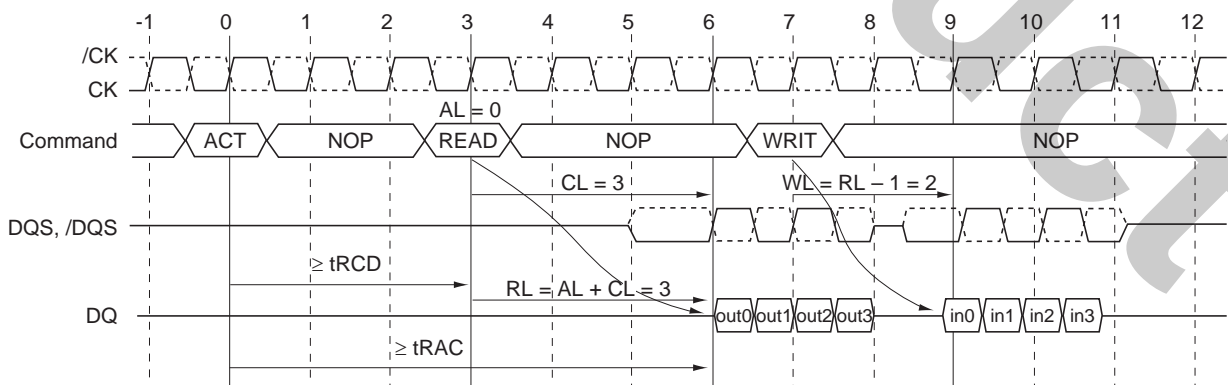 -1 0 1 2 3 4 5 6 7 8 9 10 11 12
/CK
CK
AL = 0
Command ACT NOP READ NOP WRIT NOP
CL = 3 WL = RL – 1 = 2
DQS, /DQS
≥ tRCD
RL = AL + CL = 3
DQ out0 out1 out2 out3 in0 in1 in2 in3
≥ tRAC